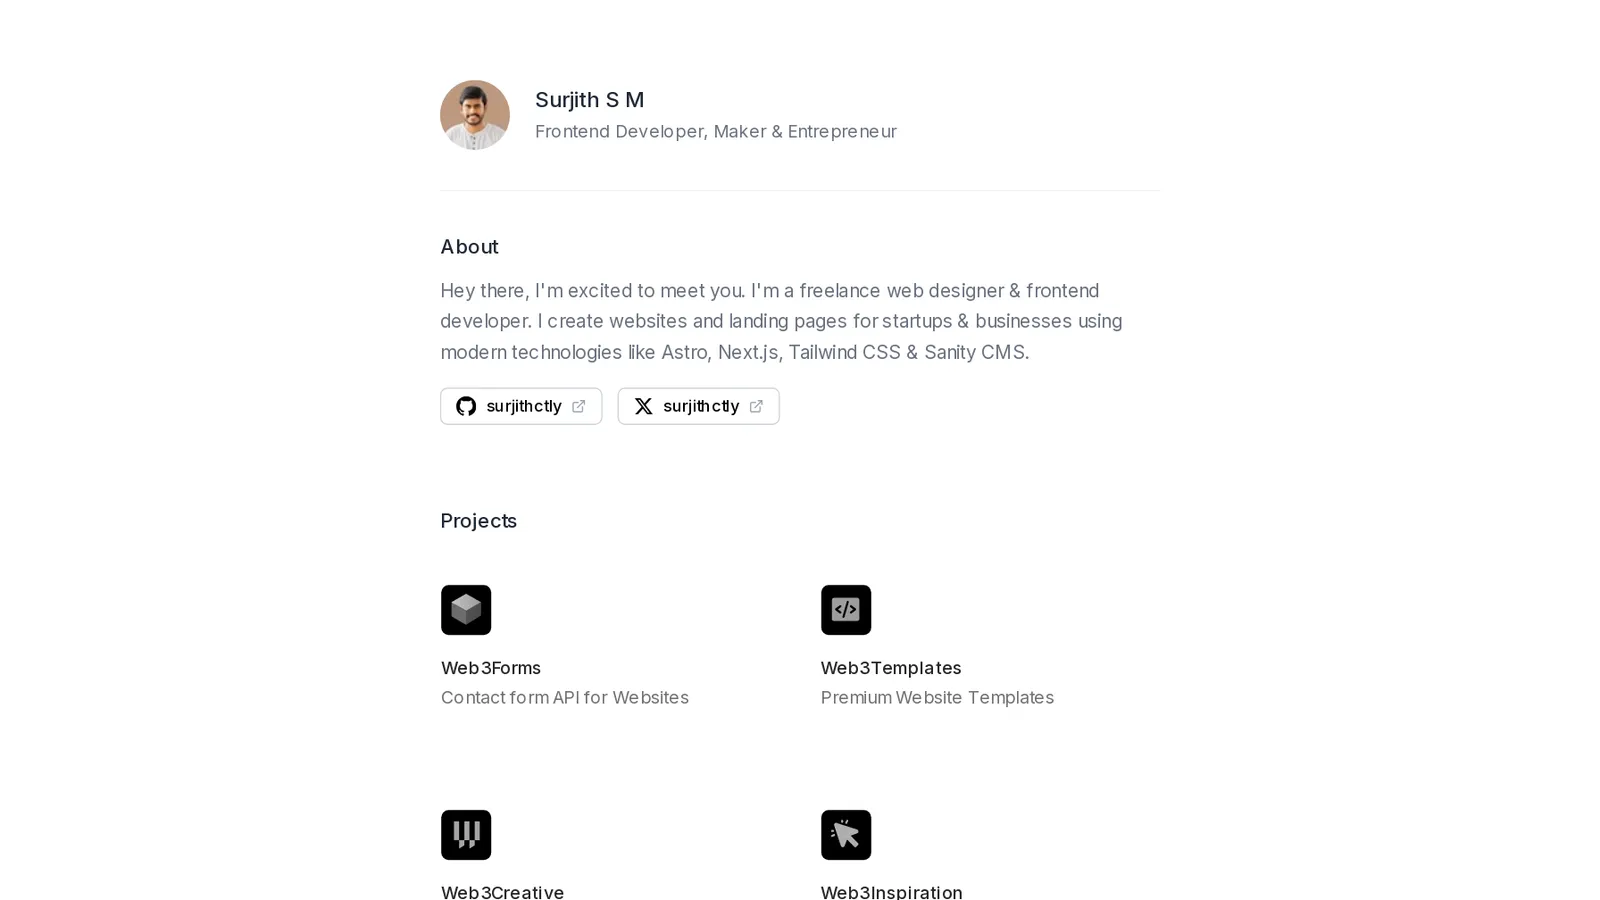 Surjith S M
Frontend Developer, Maker & Entrepreneur
About
Hey there, I'm excited to meet you. I'm a freelance web designer & frontend
developer. I create websites and landing pages for startups & businesses using
modern technologies like Astro, Next.js, Tailwind CSS & Sanity CMS.
surjithctly surjithctly
Projects
Web3Forms Web3Templates
Contact form API for Websites Premium Website Templates
Web3Creative Web3Inspiration